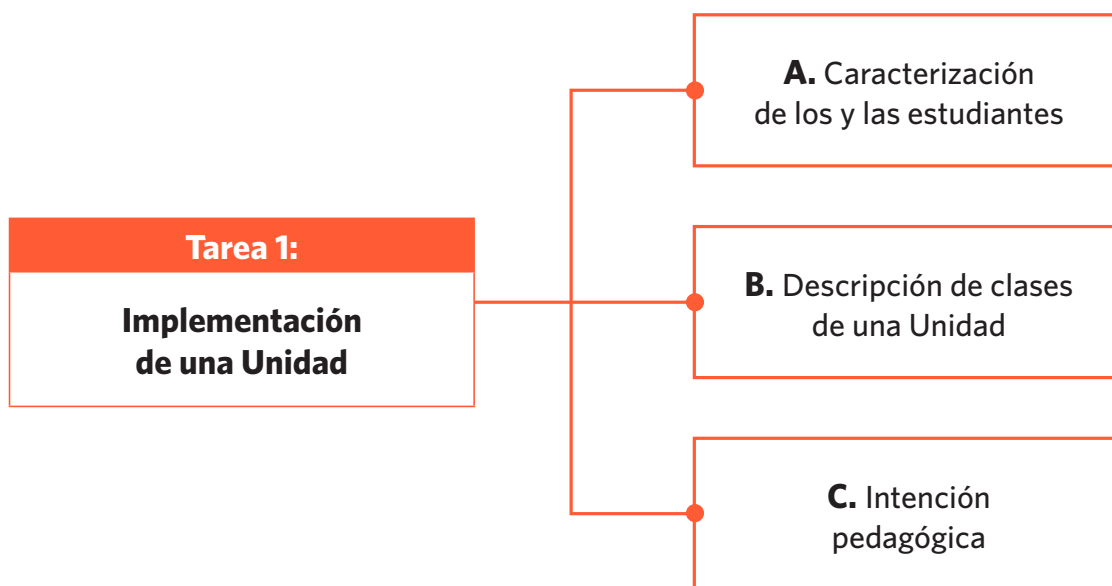 Tarea 1:
Implementación
de una Unidad
A. Caracterización
de los y las estudiantes
B. Descripción de clases
de una Unidad
C. Intención
pedagógica